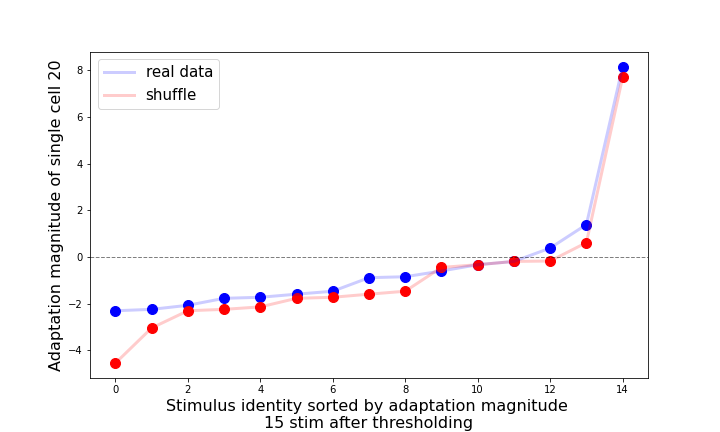 real data
shuffle
Adaptation magnitude of single cell 20
8
6
4
2
0
−2
−4
0 2 4 6 8 10 12 14
Stimulus identity sorted by adaptation magnitude
15 stim after thresholding